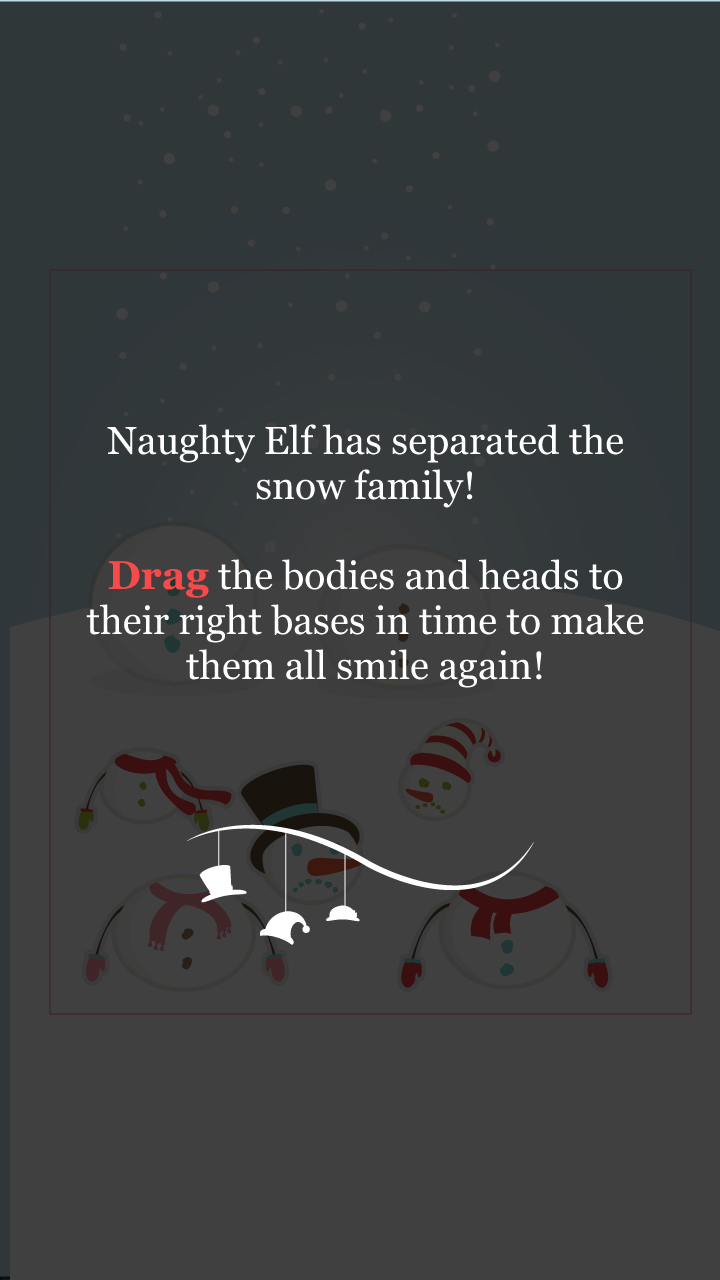 Naughty Elf has separated the
snow family!
Drag the bodies and heads to
their right bases in time to make
them all smile again!